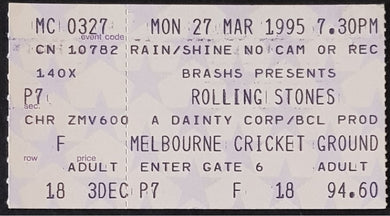 MC 0327 MON 27 MAR 1995 7.30PM
event code
CN 10782 RAIN/SHINE NO CAM OR REC
140X BRASHS PRESENTS
P7 ROLLING STONES
sec.
CHR ZMV600 A DAINTY CORP/BCL PROD
F MELBOURNE CRICKET GROUND
row price
ADULT ENTER GATE 6 ADULT
18 3DEC P7 F 18 94.60